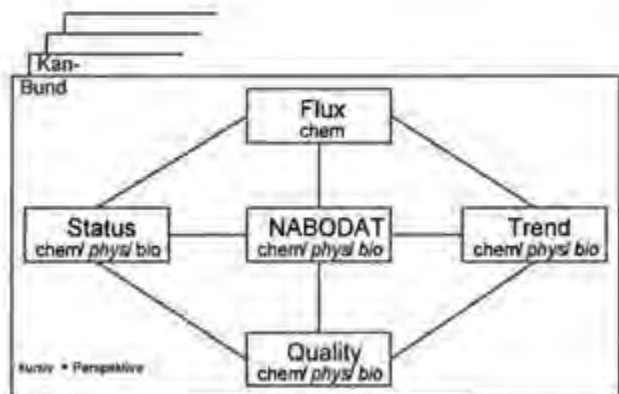 Kan-
Bund
Flux
chem
Status
chem/ phys/ bio
NABODAT
chem/ phys/ bio
Trend
chem/ phys/ bio
Quality
chem/ phys/ bio
kursiv = Perspektive